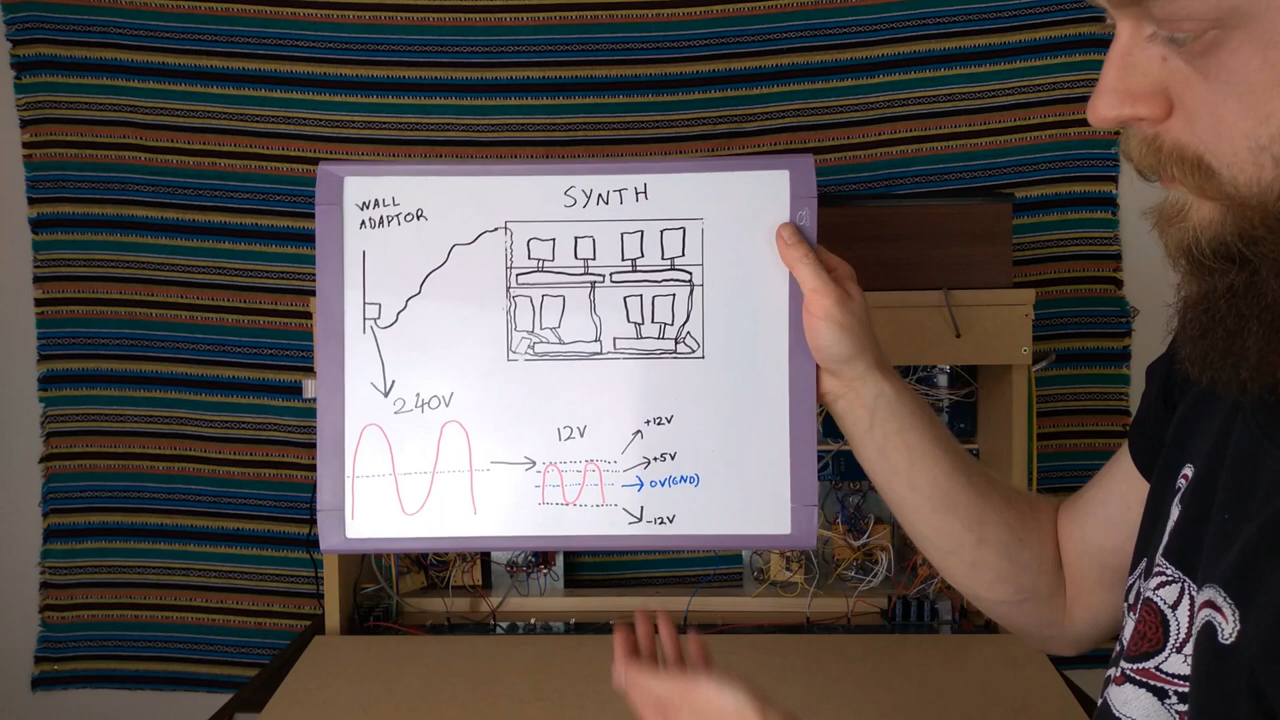 WALL
ADAPTOR
SYNTH
240V
12V
+12V
+5V
0V(GND)
-12V